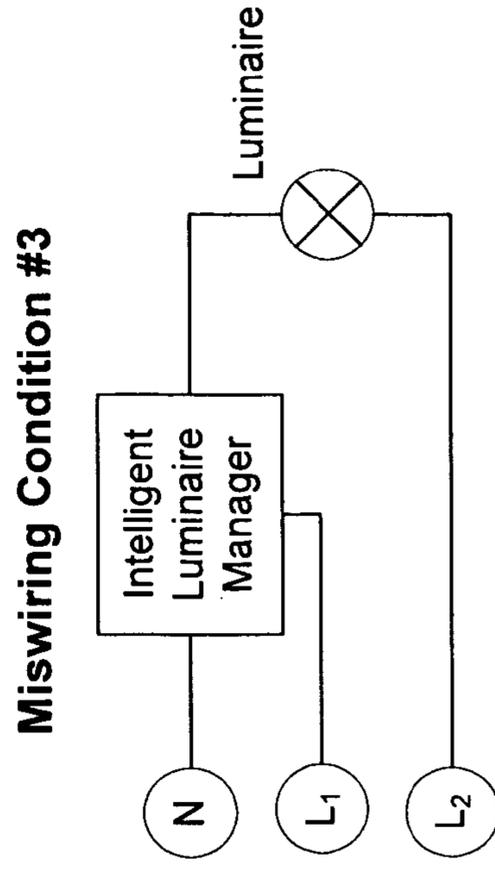 Miswiring Condition #3
Intelligent
Luminaire
Manager
Luminaire
N
L₁
L₂